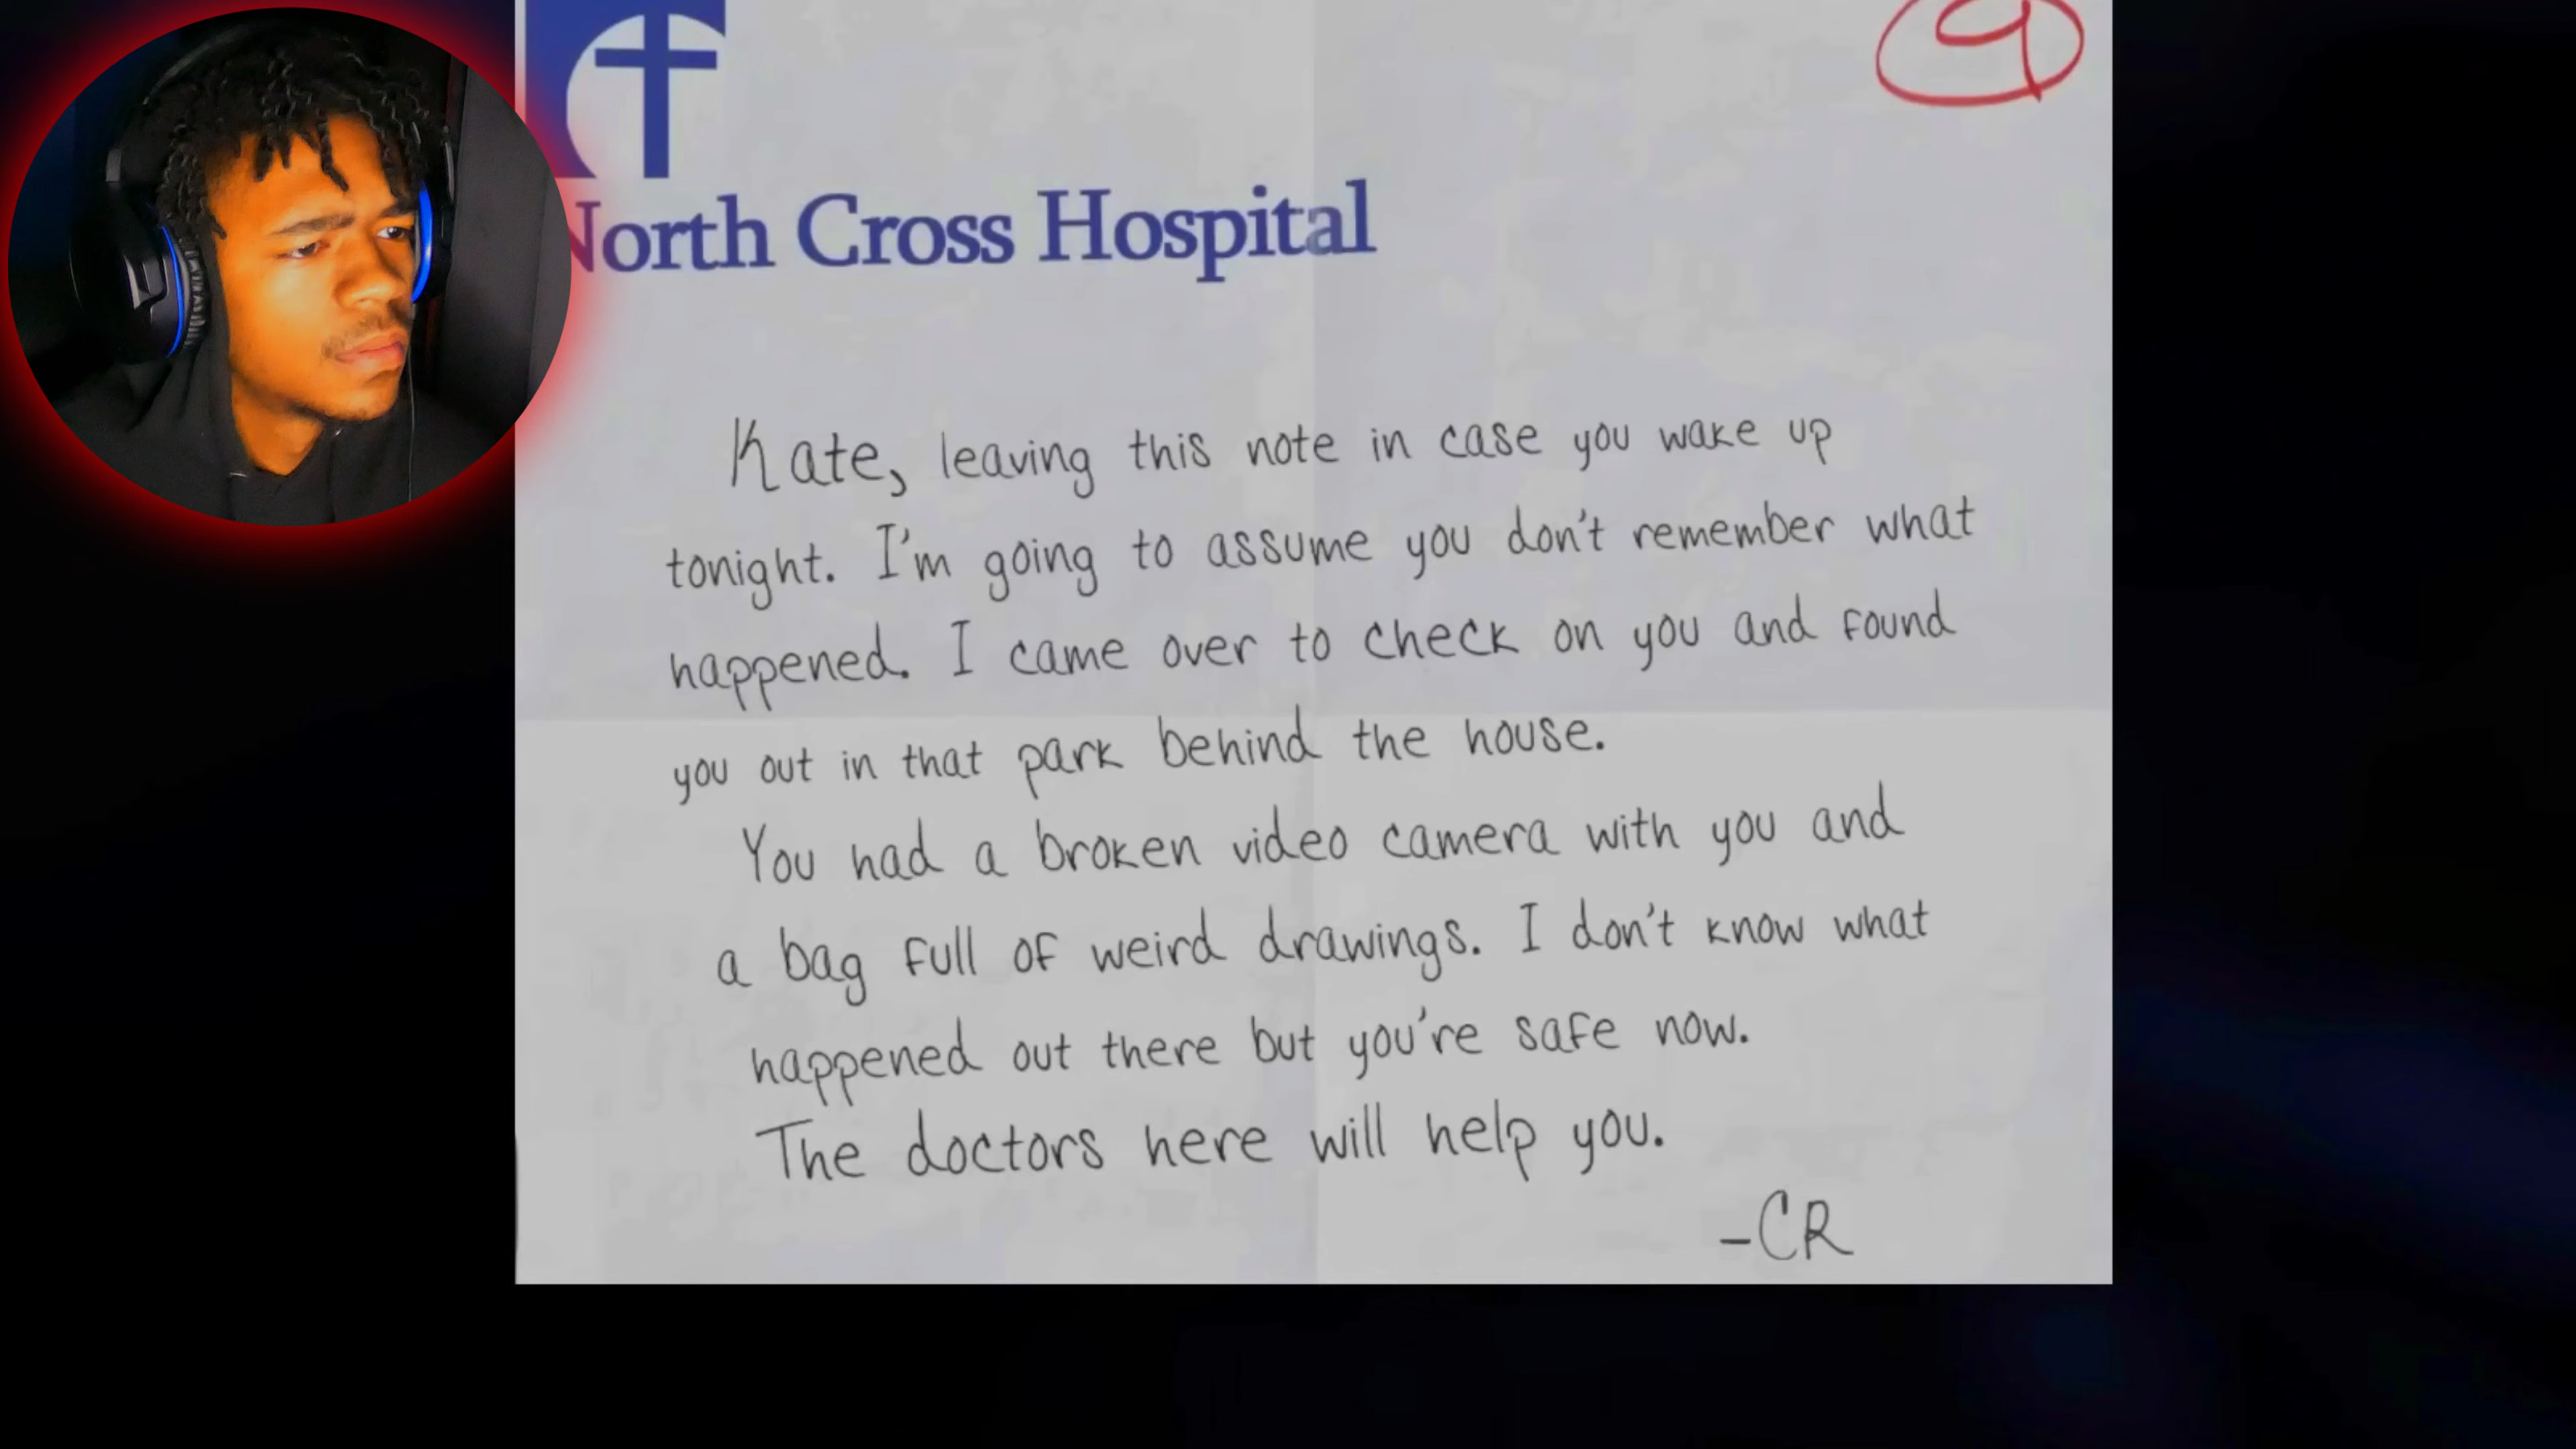 9
North Cross Hospital
Kate, leaving this note in case you wake up
tonight. I'm going to assume you don't remember what
happened. I came over to check on you and found
you out in that park behind the house.
You had a broken video camera with you and
a bag full of weird drawings. I don't know what
happened out there but you're safe now.
The doctors here will help you.
-CR